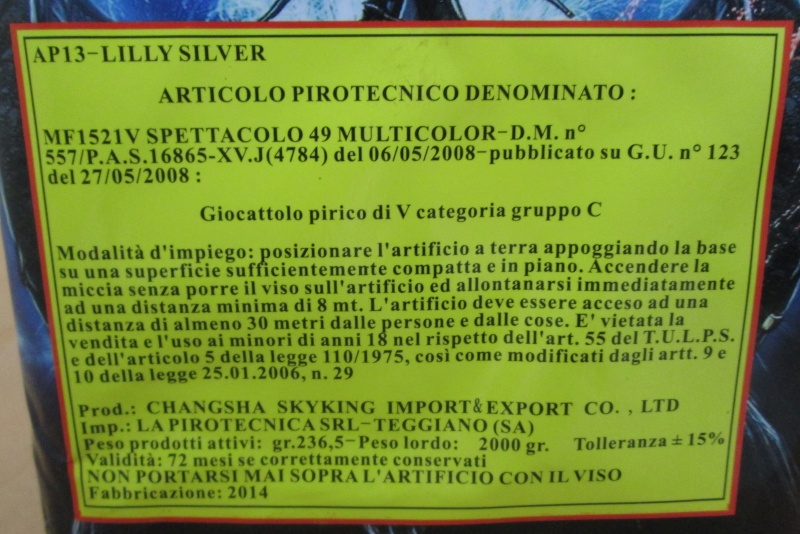 AP13-LILLY SILVER
ARTICOLO PIROTECNICO DENOMINATO :
MF1521V SPETTACOLO 49 MULTICOLOR-D.M. n°
557/P.A.S.16865-XV.J(4784) del 06/05/2008-pubblicato su G.U. n° 123
del 27/05/2008 :
Giocattolo pirico di V categoria gruppo C
Modalità d'impiego: posizionare l'artificio a terra appoggiando la base
su una superficie sufficientemente compatta e in piano. Accendere la
miccia senza porre il viso sull'artificio ed allontanarsi immediatamente
ad una distanza minima di 8 mt. L'artificio deve essere acceso ad una
distanza di almeno 30 metri dalle persone e dalle cose. E' vietata la
vendita e l'uso ai minori di anni 18 nel rispetto dell'art. 55 del T.U.L.P.S.
e dell'articolo 5 della legge 110/1975, così come modificati dagli artt. 9 e
10 della legge 25.01.2006, n. 29
Prod.: CHANGSHA SKYKING IMPORT&EXPORT CO. , LTD
Imp.: LA PIROTECNICA SRL-TEGGIANO (SA)
Peso prodotti attivi: gr.236,5-Peso lordo: 2000 gr. Tolleranza ± 15%
Validità: 72 mesi se correttamente conservati
NON PORTARSI MAI SOPRA L'ARTIFICIO CON IL VISO
Fabbricazione: 2014